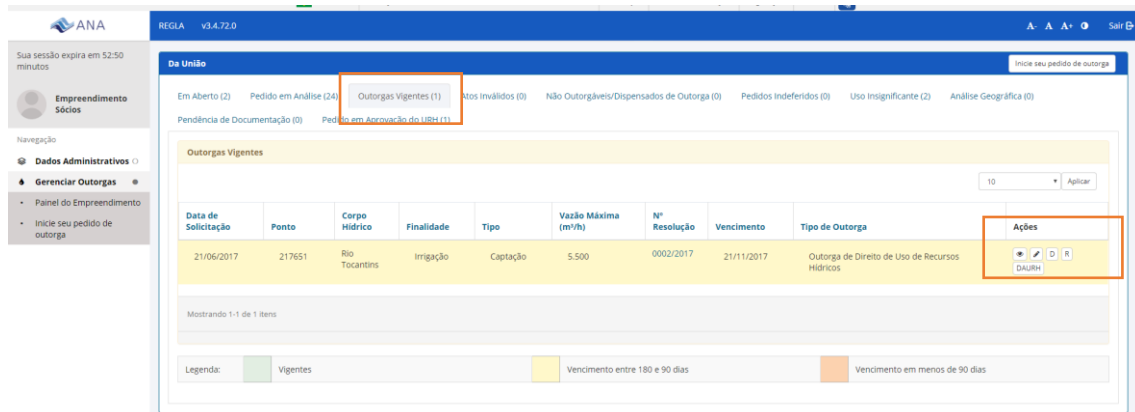 ANA
REGLA v3.4.72.0
A- A A+ Sair
Sua sessão expira em 52:50
minutos
Empreendimento
Sócios
Navegação
Dados Administrativos
Gerenciar Outorgas
Painel do Empreendimento
Inicie seu pedido de
outorga
Da União
Inicie seu pedido de outorga
Em Aberto (2) Pedido em Análise (24) Outorgas Vigentes (1) Atos Inválidos (0) Não Outorgáveis/Dispensados de Outorga (0) Pedidos Indeferidos (0) Uso Insignificante (2) Análise Geográfica (0)
Pendência de Documentação (0) Pedido em Aprovação do URH (1)
Outorgas Vigentes
10 Aplicar
Data de
Solicitação
Ponto
Corpo
Hídrico
Finalidade
Tipo
Vazão Máxima
(m³/h)
Nº
Resolução
Vencimento
Tipo de Outorga
Ações
21/06/2017
217651
Rio
Tocantins
Irrigação
Captação
5.500
0002/2017
21/11/2017
Outorga de Direito de Uso de Recursos
Hídricos
D R
DAURH
Mostrando 1-1 de 1 itens
Legenda: Vigentes Vencimento entre 180 e 90 dias Vencimento em menos de 90 dias